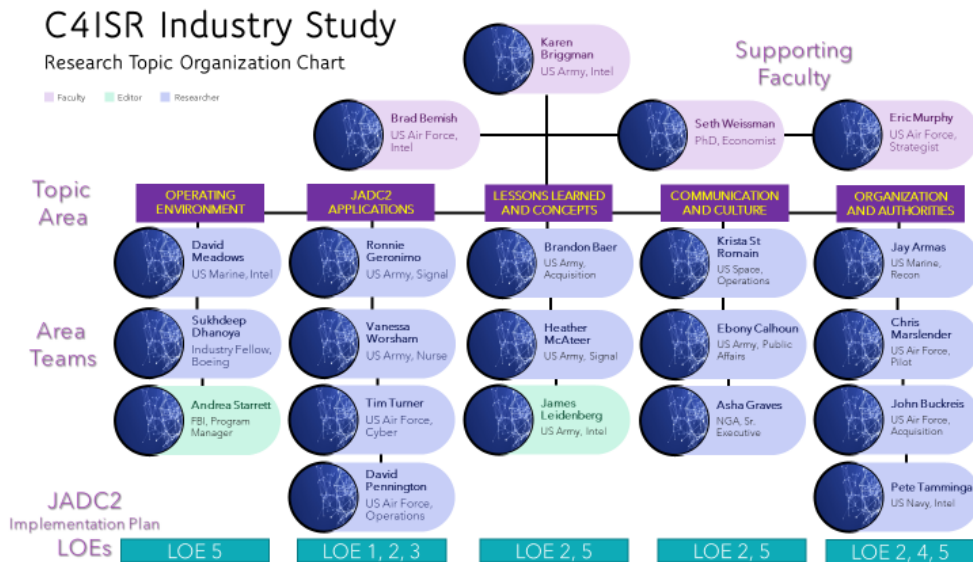 C4ISR Industry Study
Research Topic Organization Chart
Faculty
Editor
Researcher
Karen
Briggman
US Army, Intel
Supporting
Faculty
Brad Bemish
US Air Force,
Intel
Seth Weissman
PhD, Economist
Eric Murphy
US Air Force,
Strategist
Topic
Area
OPERATING
ENVIRONMENT
JADC2
APPLICATIONS
LESSONS LEARNED
AND CONCEPTS
COMMUNICATION
AND CULTURE
ORGANIZATION
AND AUTHORITIES
Area
Teams
David
Meadows
US Marine, Intel
Sukhdeep
Dhanoya
Industry Fellow,
Boeing
Andrea Starrett
FBI, Program
Manager
Ronnie
Geronimo
US Army, Signal
Vanessa
Worsham
US Army, Nurse
Tim Turner
US Air Force,
Cyber
David
Pennington
US Air Force,
Operations
Brandon Baer
US Army,
Acquisition
Heather
McAteer
US Army, Signal
James
Leidenberg
US Army, Intel
Krista St
Romain
US Space,
Operations
Ebony Calhoun
US Army, Public
Affairs
Asha Graves
NGA, Sr.
Executive
Jay Armas
US Marine,
Recon
Chris
Marslender
US Air Force,
Pilot
John Buckreis
US Air Force,
Acquisition
Pete Tamminga
US Navy, Intel
JADC2
Implementation Plan
LOEs
LOE 5
LOE 1, 2, 3
LOE 2, 5
LOE 2, 5
LOE 2, 4, 5